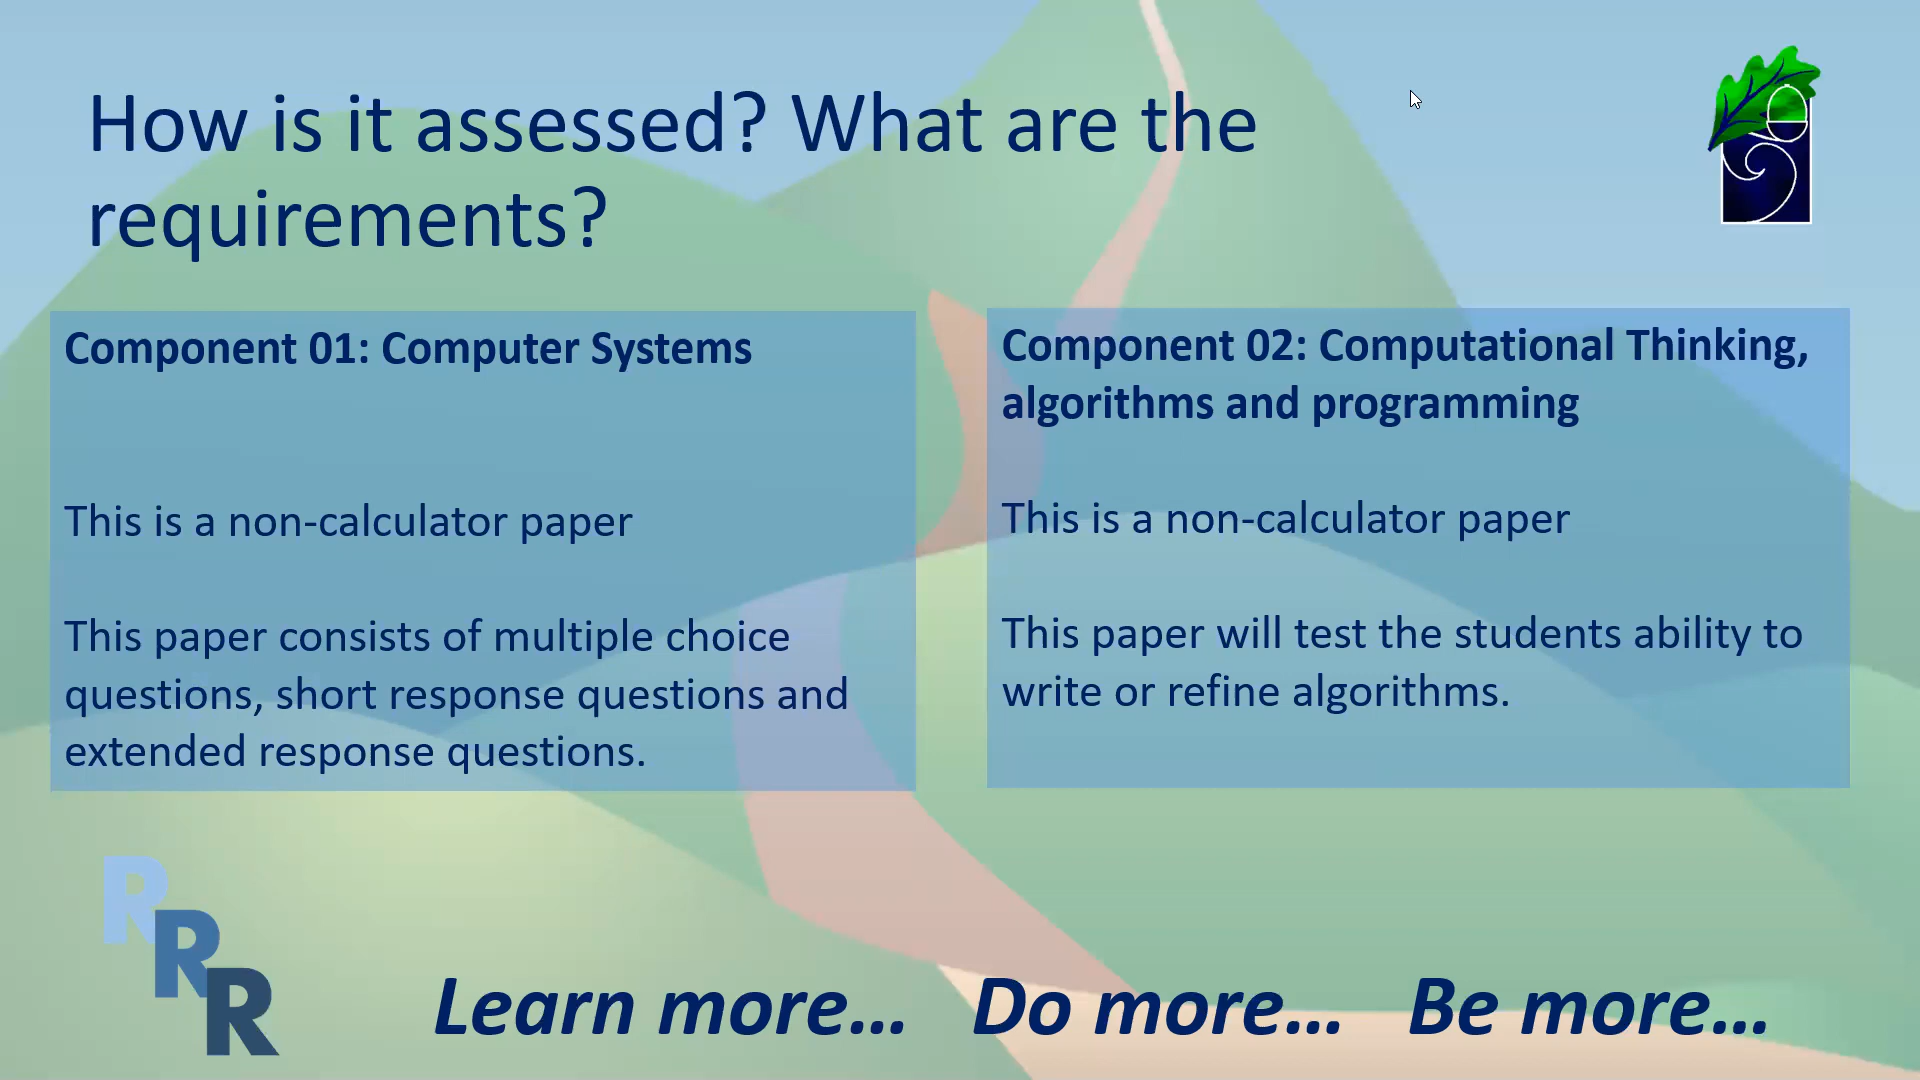 How is it assessed? What are the
requirements?
Component 01: Computer Systems
This is a non-calculator paper
This paper consists of multiple choice
questions, short response questions and
extended response questions.
Component 02: Computational Thinking,
algorithms and programming
This is a non-calculator paper
This paper will test the students ability to
write or refine algorithms.
R
R
R
Learn more... Do more... Be more...